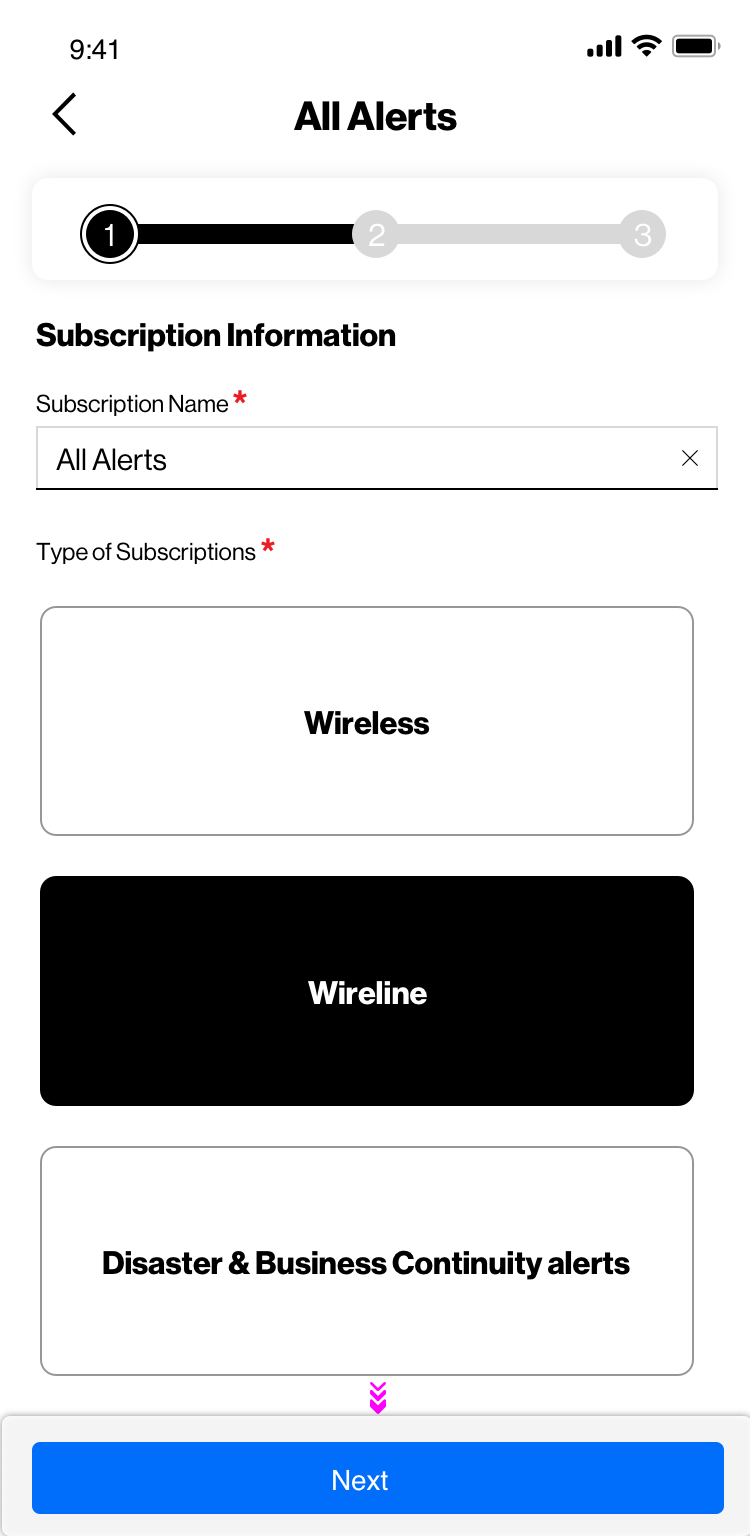 9:41
All Alerts
1 2 3
Subscription Information
Subscription Name *
All Alerts
Type of Subscriptions *
Wireless
Wireline
Disaster & Business Continuity alerts
Next